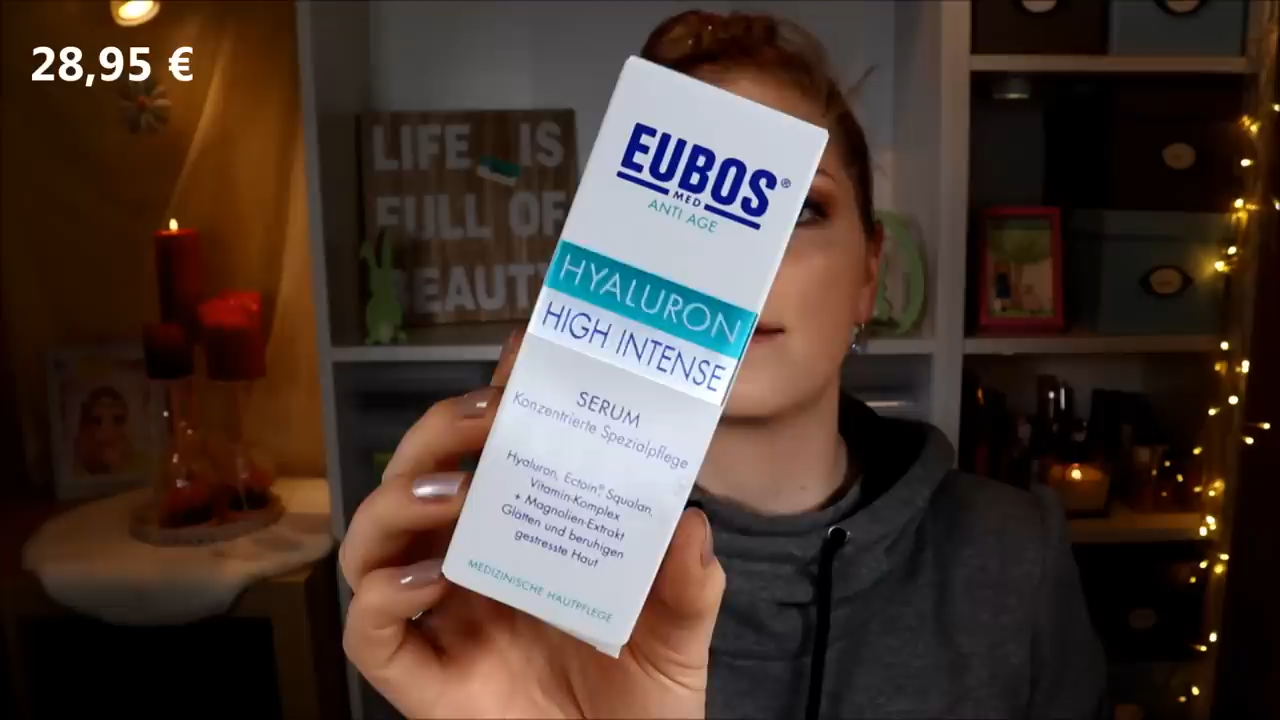 28,95 €
LIFE IS
FULL OF
BEAUTY
EUBOS®
MED
ANTI AGE
HYALURON
HIGH INTENSE
SERUM
Konzentrierte Spezialpflege
Hyaluron, Ectoin® Squalan,
Vitamin-Komplex
+ Magnolien-Extrakt
Glätten und beruhigen
gestresste Haut
MEDIZINISCHE HAUTPFLEGE